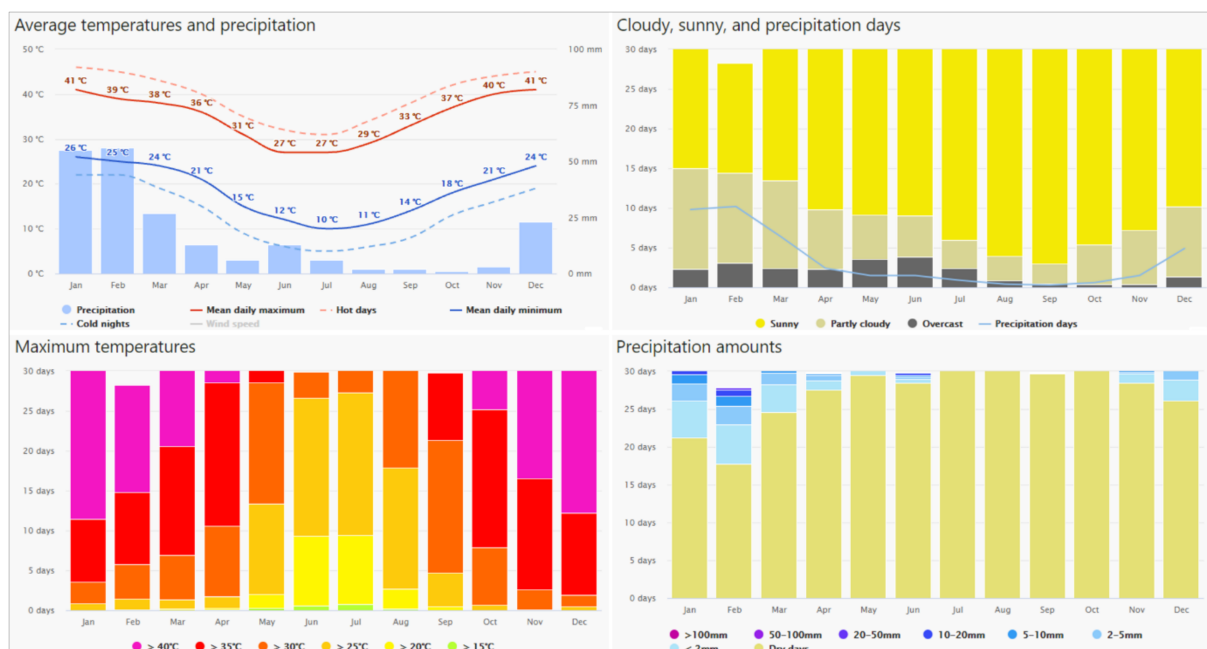 Average temperatures and precipitation
50 °C
40 °C
30 °C
20 °C
10 °C
0 °C
100 mm
75 mm
50 mm
25 mm
0 mm
41 °C
39 °C
38 °C
36 °C
31 °C
27 °C
27 °C
29 °C
33 °C
37 °C
40 °C
41 °C
26 °C
25 °C
24 °C
21 °C
15 °C
12 °C
10 °C
11 °C
14 °C
18 °C
21 °C
24 °C
Jan Feb Mar Apr May Jun Jul Aug Sep Oct Nov Dec
Precipitation Mean daily maximum Hot days Mean daily minimum
Cold nights Wind speed
Cloudy, sunny, and precipitation days
30 days
25 days
20 days
15 days
10 days
5 days
0 days
Jan Feb Mar Apr May Jun Jul Aug Sep Oct Nov Dec
Sunny Partly cloudy Overcast Precipitation days
Maximum temperatures
30 days
25 days
20 days
15 days
10 days
5 days
0 days
Jan Feb Mar Apr May Jun Jul Aug Sep Oct Nov Dec
> 40°C > 35°C > 30°C > 25°C > 20°C > 15°C
Precipitation amounts
30 days
25 days
20 days
15 days
10 days
5 days
0 days
Jan Feb Mar Apr May Jun Jul Aug Sep Oct Nov Dec
>100mm 50-100mm 20-50mm 10-20mm 5-10mm 2-5mm
< 2mm Dry days